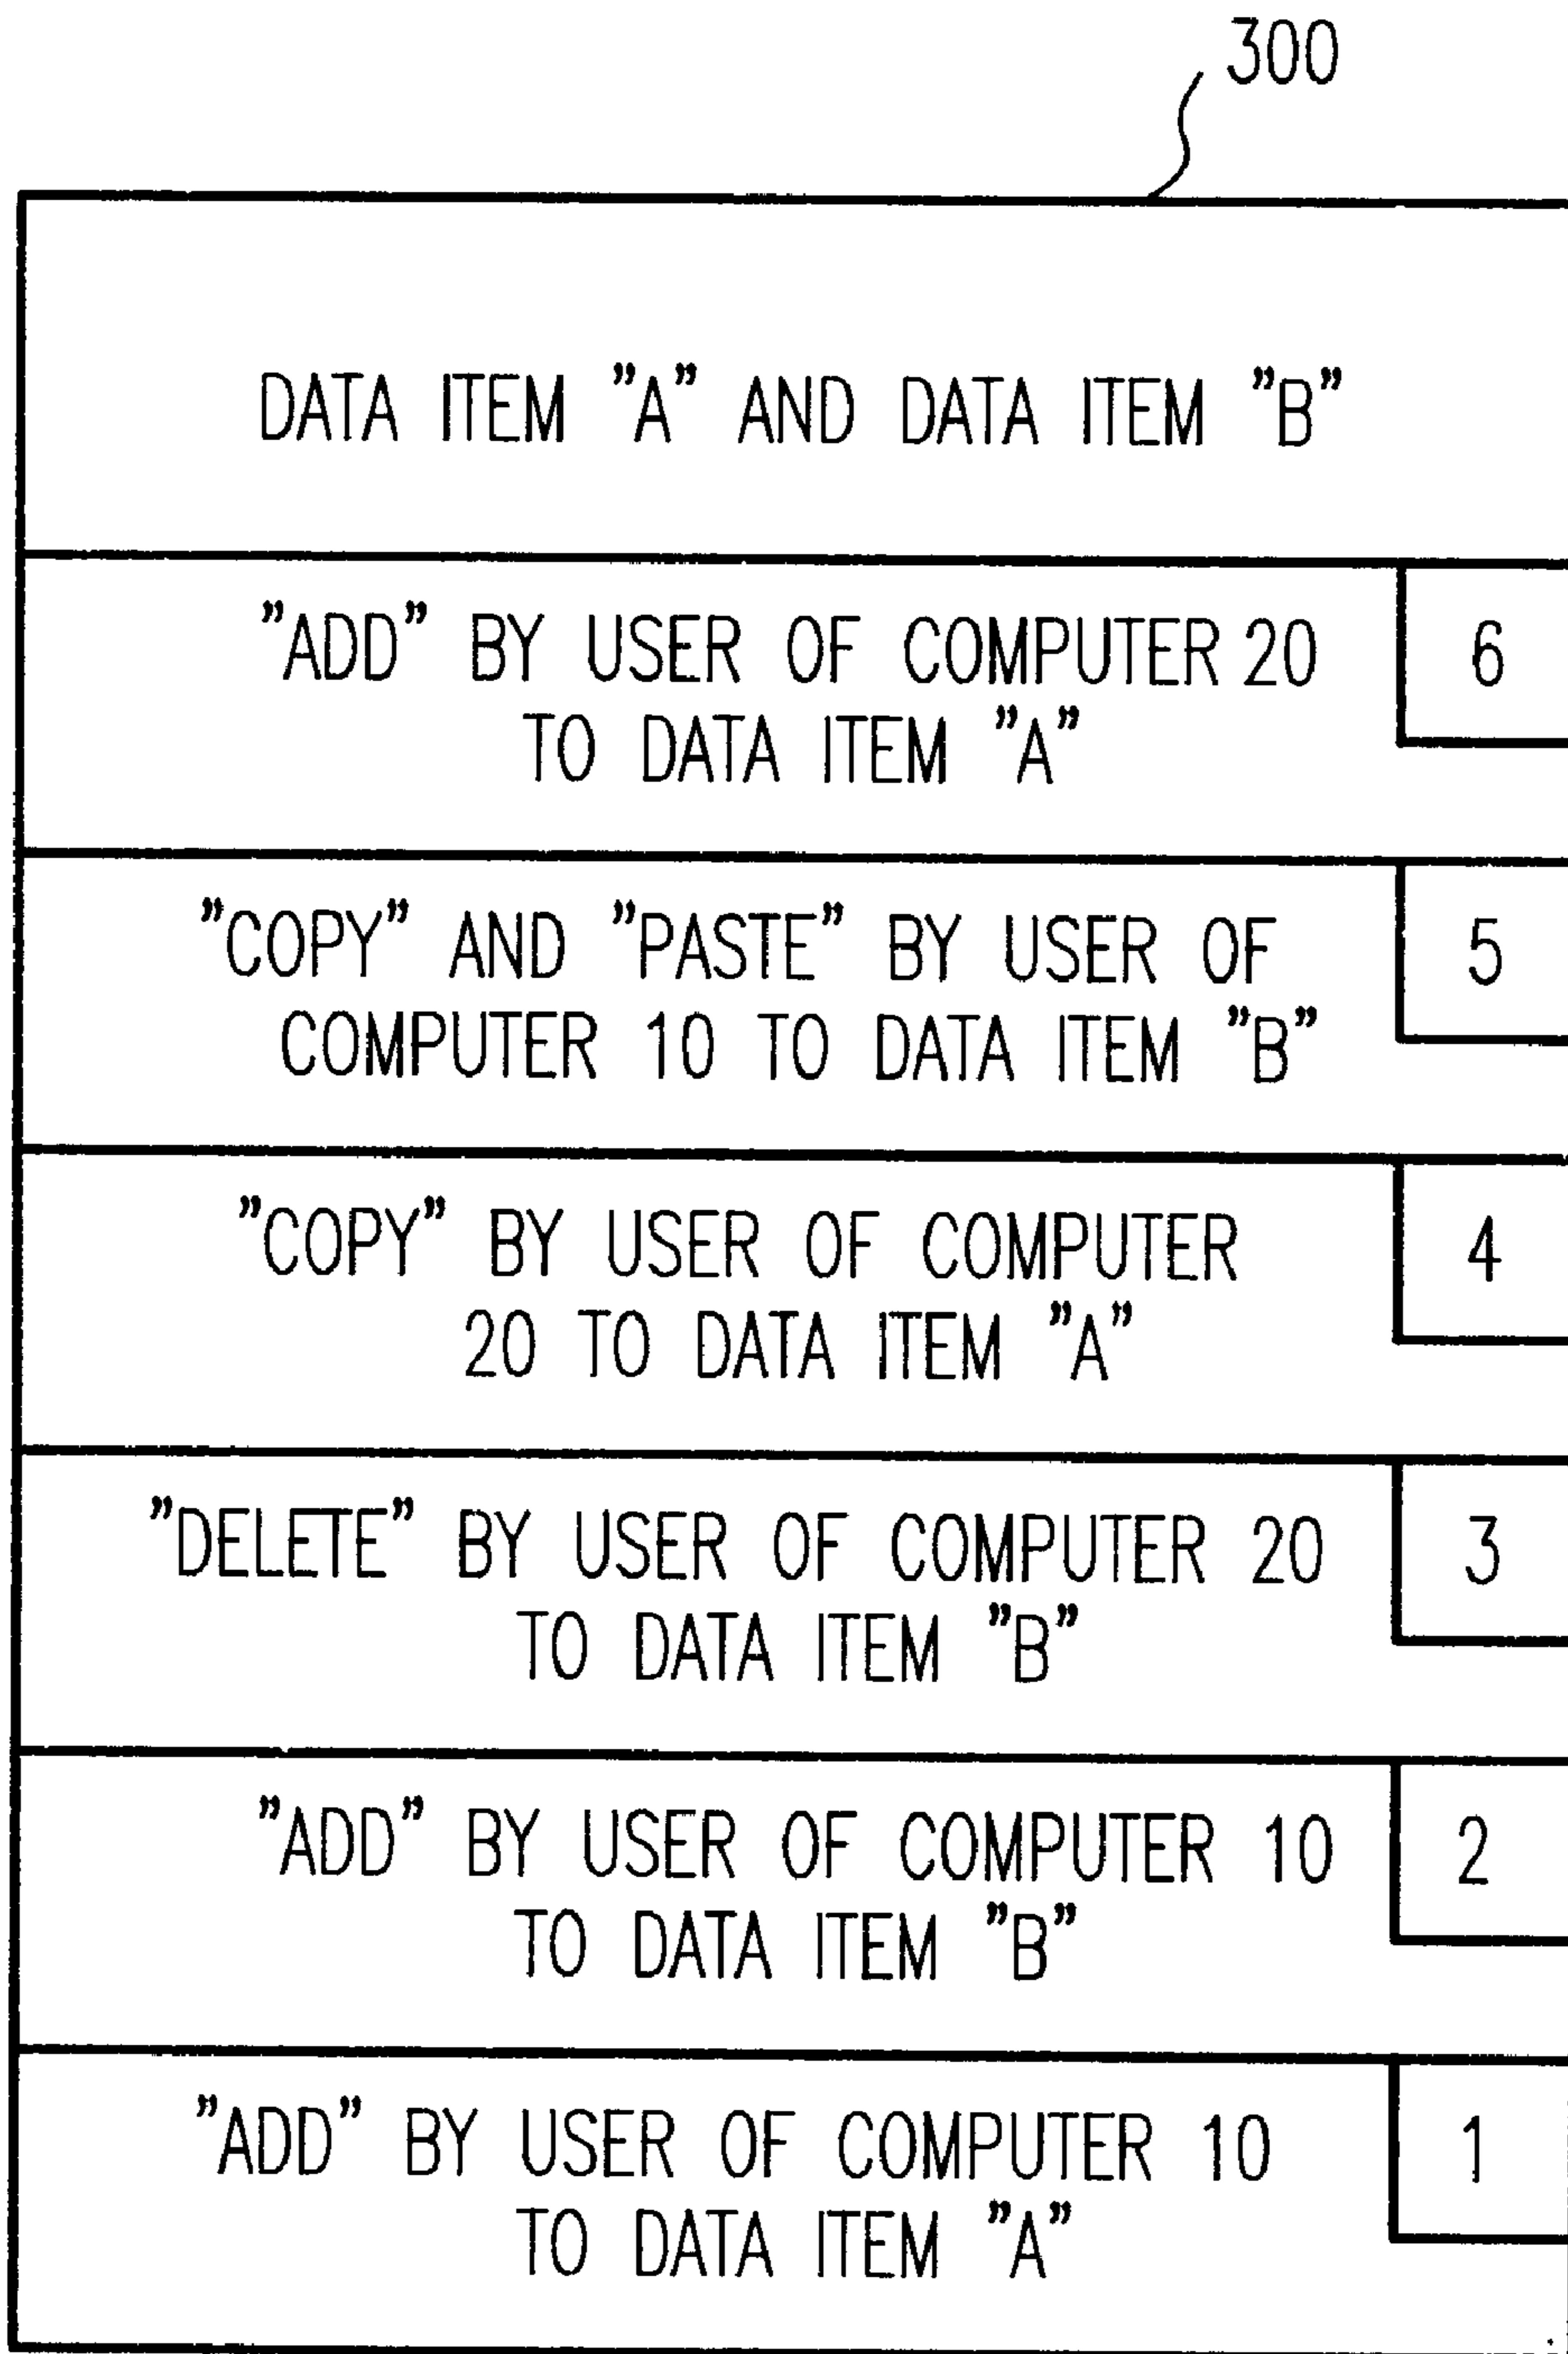 300
DATA ITEM ”A” AND DATA ITEM ”B”
”ADD” BY USER OF COMPUTER 20
TO DATA ITEM ”A”
6
”COPY” AND ”PASTE” BY USER OF
COMPUTER 10 TO DATA ITEM ”B”
5
”COPY” BY USER OF COMPUTER
20 TO DATA ITEM ”A”
4
”DELETE” BY USER OF COMPUTER 20
TO DATA ITEM ”B”
3
”ADD” BY USER OF COMPUTER 10
TO DATA ITEM ”B”
2
”ADD” BY USER OF COMPUTER 10
TO DATA ITEM ”A”
1